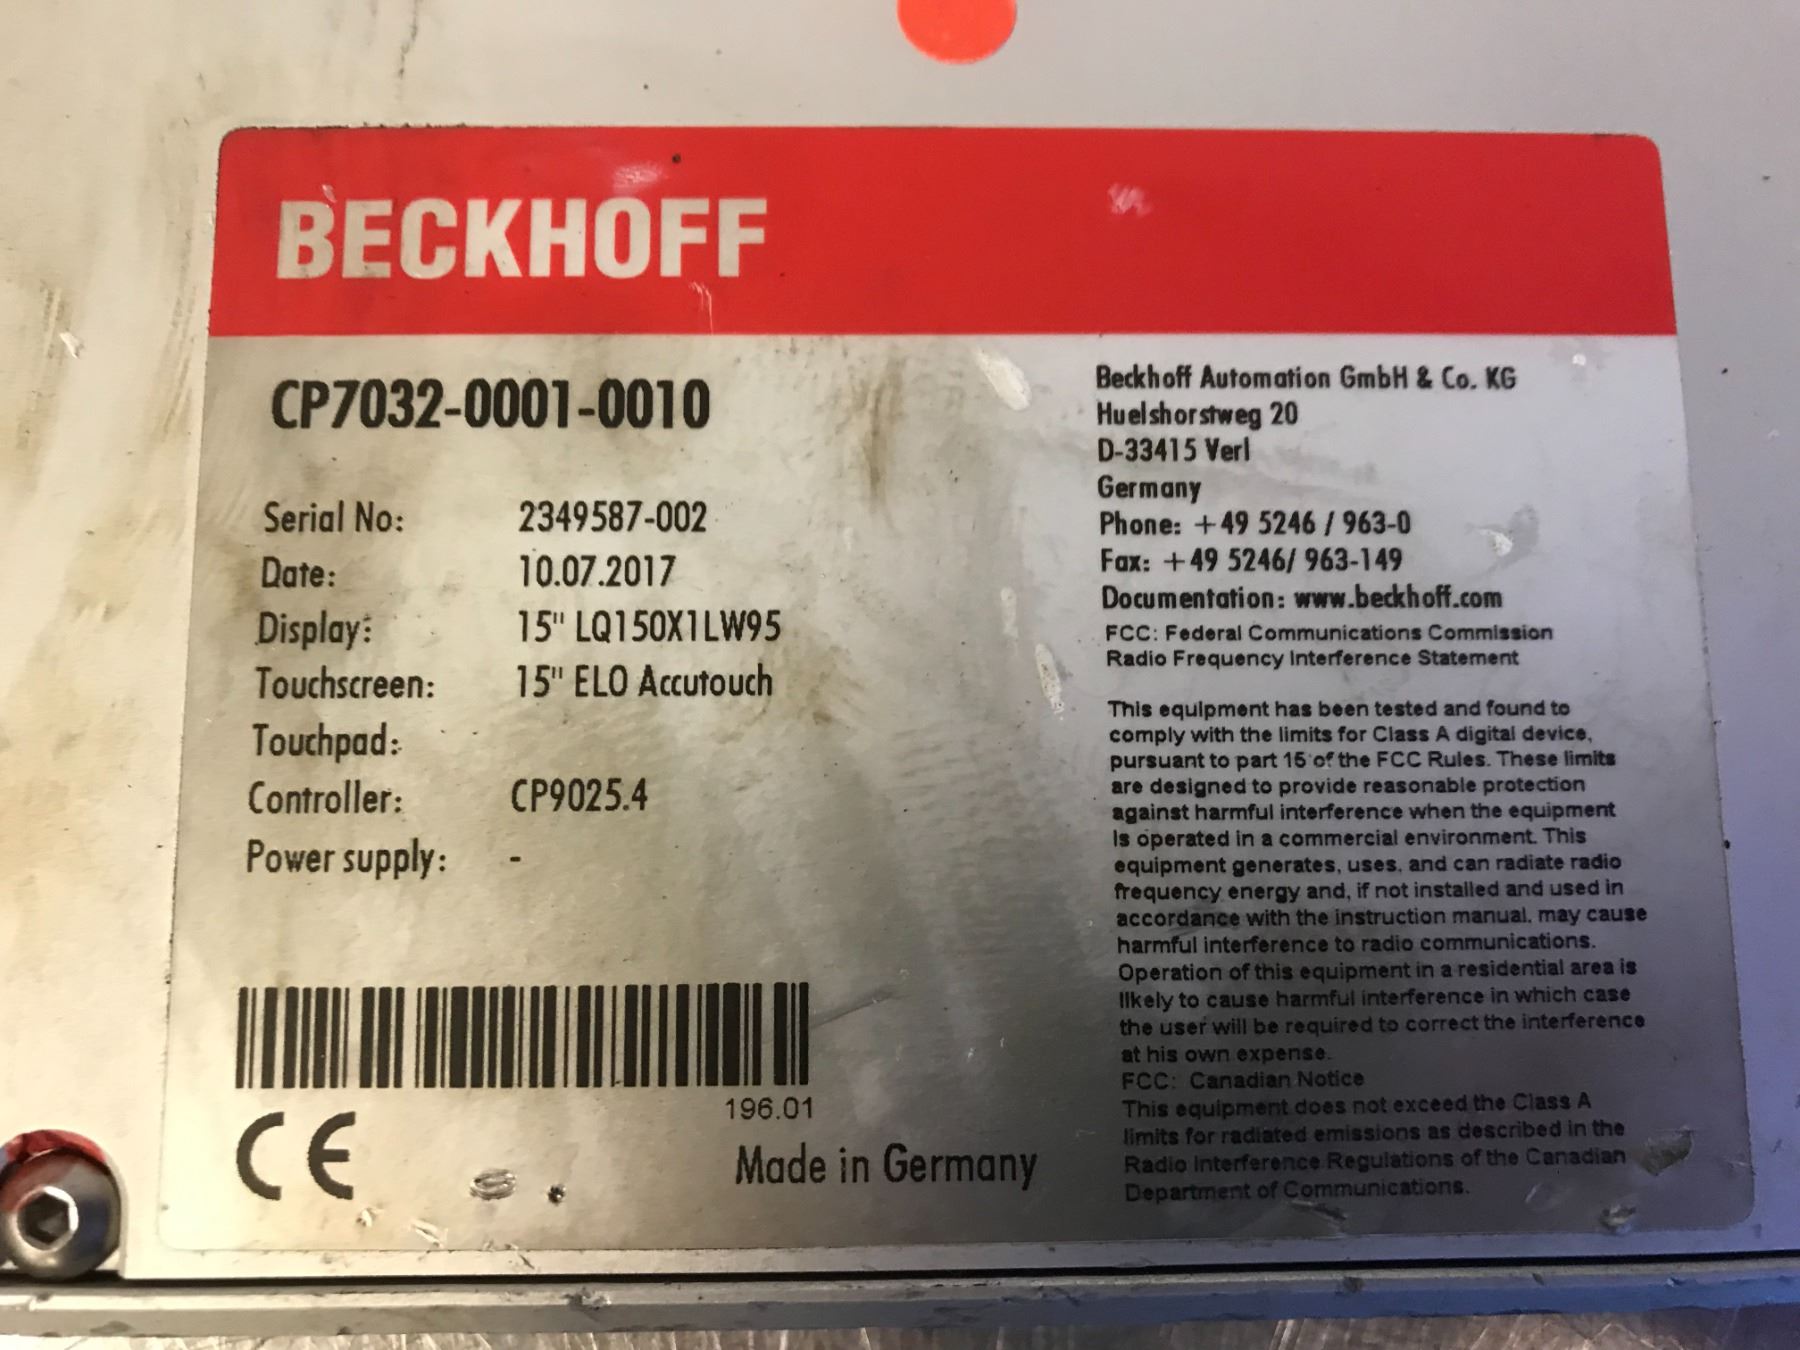 BECKHOFF
CP7032-0001-0010
Serial No: 2349587-002
Date: 10.07.2017
Display: 15" LQ150X1LW95
Touchscreen: 15" ELO Accutouch
Touchpad:
Controller: CP9025.4
Power supply: -
196.01
CE
Made in Germany
Beckhoff Automation GmbH & Co. KG
Huelshorstweg 20
D-33415 Verl
Germany
Phone: +49 5246 / 963-0
Fax: +49 5246/ 963-149
Documentation: www.beckhoff.com
FCC: Federal Communications Commission
Radio Frequency Interference Statement
This equipment has been tested and found to
comply with the limits for Class A digital device,
pursuant to part 15 of the FCC Rules. These limits
are designed to provide reasonable protection
against harmful interference when the equipment
is operated in a commercial environment. This
equipment generates, uses, and can radiate radio
frequency energy and, if not installed and used in
accordance with the instruction manual, may cause
harmful interference to radio communications.
Operation of this equipment in a residential area is
likely to cause harmful interference in which case
the user will be required to correct the interference
at his own expense.
FCC: Canadian Notice
This equipment does not exceed the Class A
limits for radiated emissions as described in the
Radio Interference Regulations of the Canadian
Department of Communications.